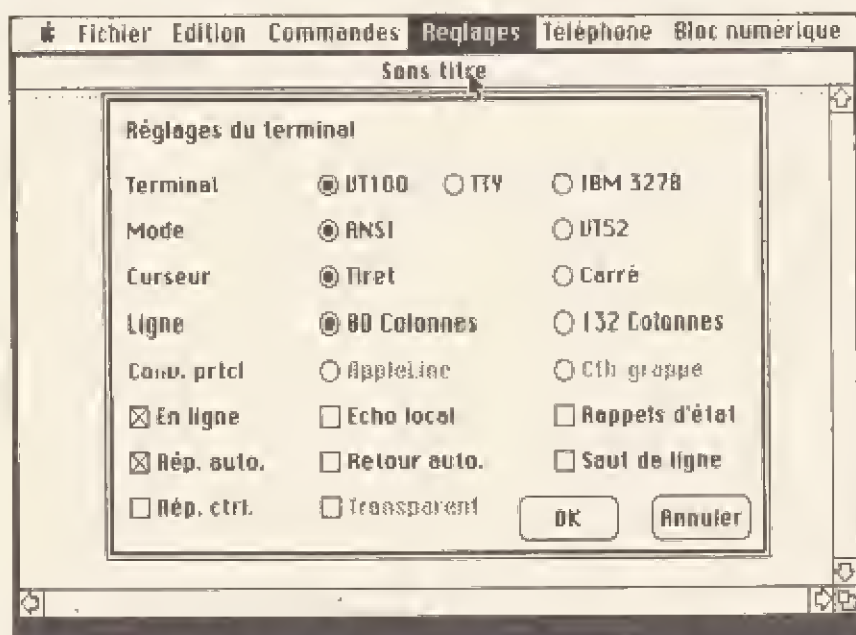 Fichier Edition Commandes Reglages Téléphone Bloc numérique
Sans titre
Réglages du terminal
Terminal VT100 TTY IBM 3278
Mode ANSI VT52
Curseur Tiret Carré
Ligne 80 Colonnes 132 Colonnes
Conv. prtcl AppleLine Ctlr groppe
En ligne Echo local Rappels d'état
Rép. auto. Retour auto. Saut de ligne
Rép. ctrl. Transparent OK Annuler